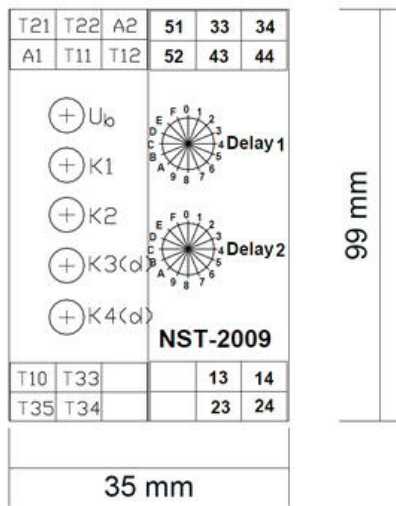 T21 T22 A2 51 33 34
A1 T11 T12 52 43 44
Ub
K1
K2
K3(d)
K4(d)
0 1 2 3 4 5 6 7 8 9 A B C D E F
Delay 1
0 1 2 3 4 5 6 7 8 9 A B C D E F
Delay 2
NST-2009
T10 T33 13 14
T35 T34 23 24
35 mm
99 mm